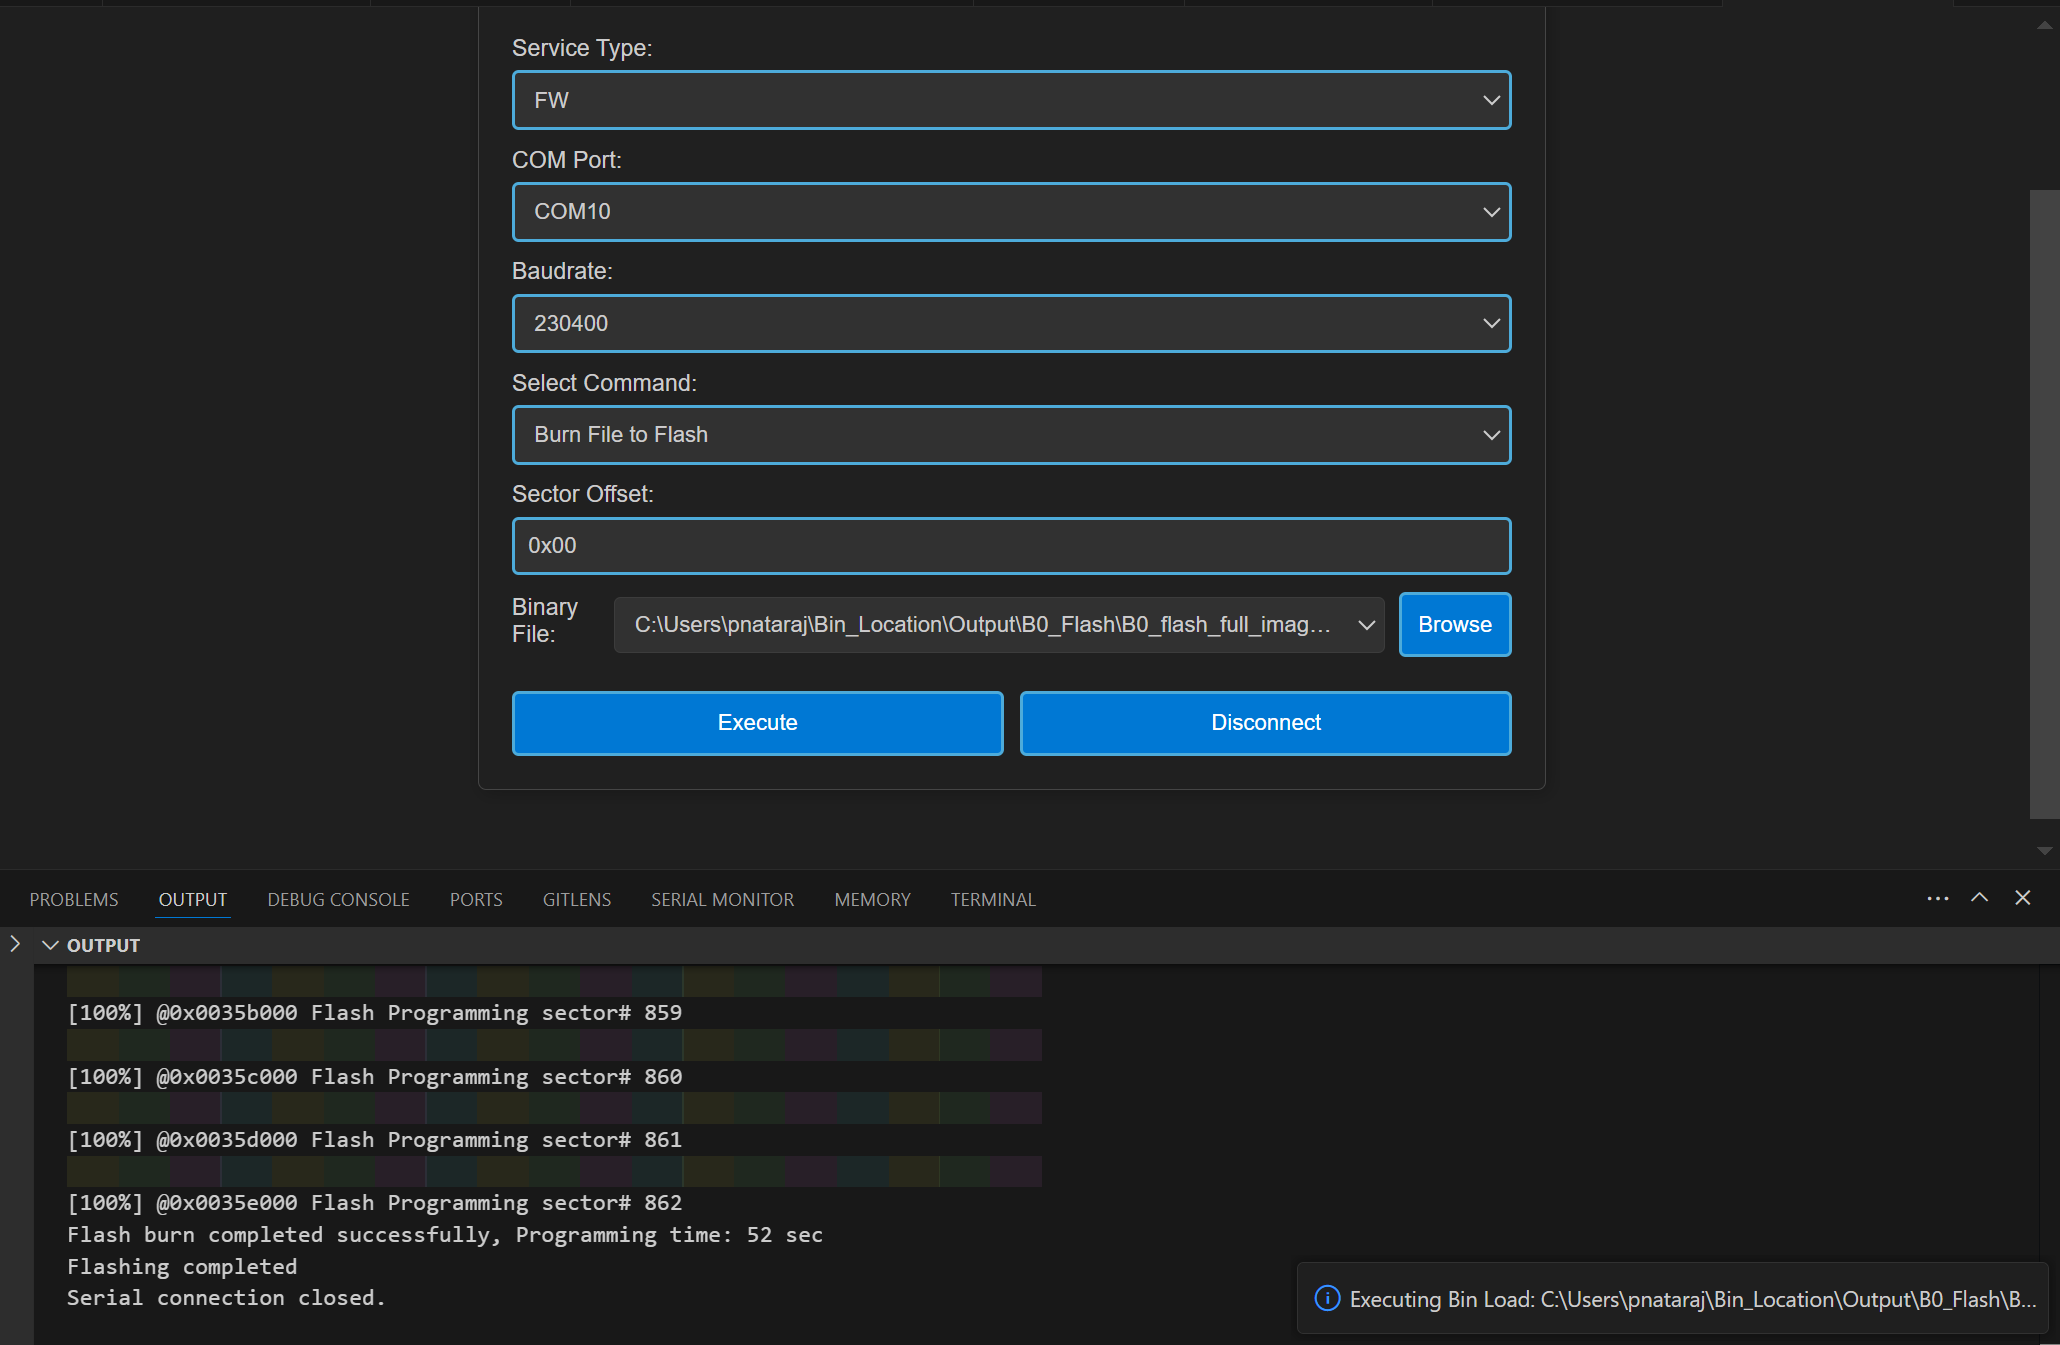 Service Type:
FW
COM Port:
COM10
Baudrate:
230400
Select Command:
Burn File to Flash
Sector Offset:
0x00
Binary
File:
C:\Users\pnataraj\Bin_Location\Output\B0_Flash\B0_flash_full_imag...
Browse
Execute
Disconnect
PROBLEMS OUTPUT DEBUG CONSOLE PORTS GITLENS SERIAL MONITOR MEMORY TERMINAL
OUTPUT
[100%] @0x0035b000 Flash Programming sector# 859
[100%] @0x0035c000 Flash Programming sector# 860
[100%] @0x0035d000 Flash Programming sector# 861
[100%] @0x0035e000 Flash Programming sector# 862
Flash burn completed successfully, Programming time: 52 sec
Flashing completed
Serial connection closed.
Executing Bin Load: C:\Users\pnataraj\Bin_Location\Output\B0_Flash\B...